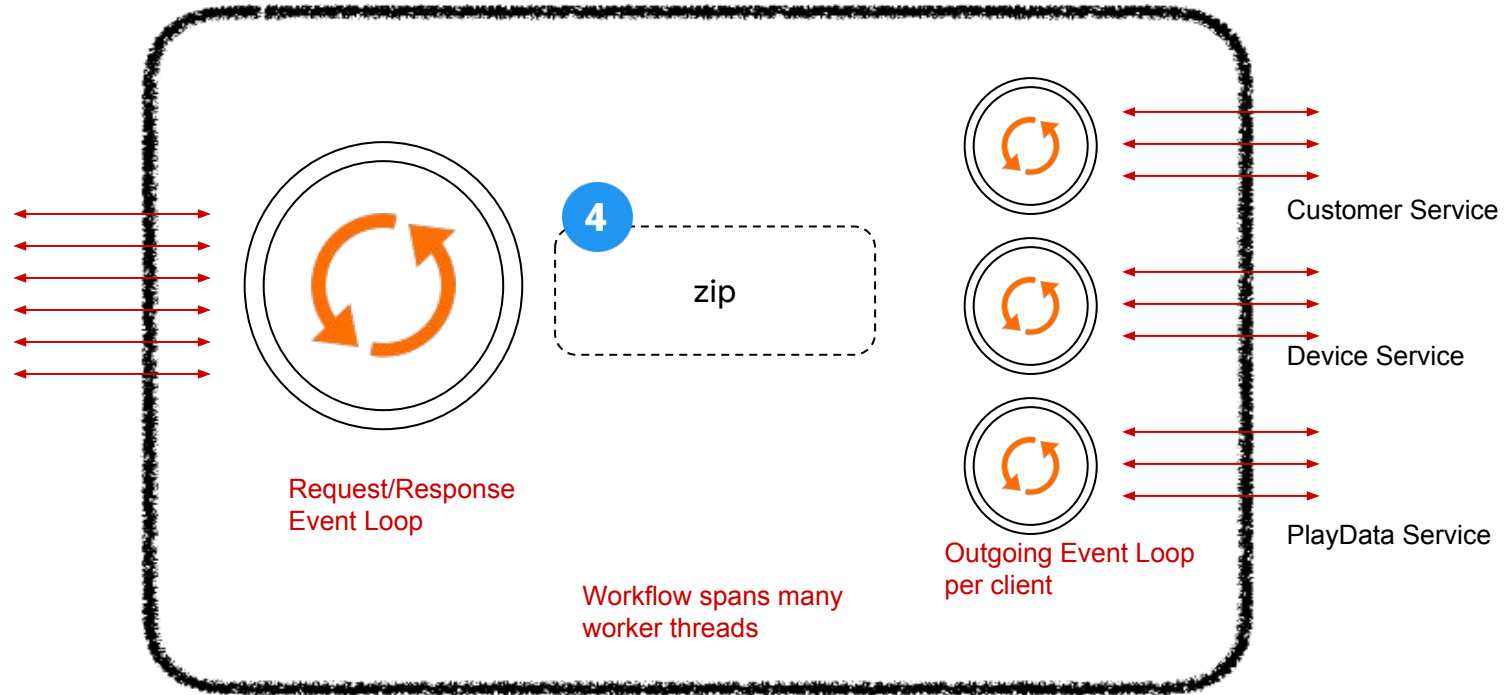 4
zip
Request/Response
Event Loop
Workflow spans many
worker threads
Outgoing Event Loop
per client
Customer Service
Device Service
PlayData Service